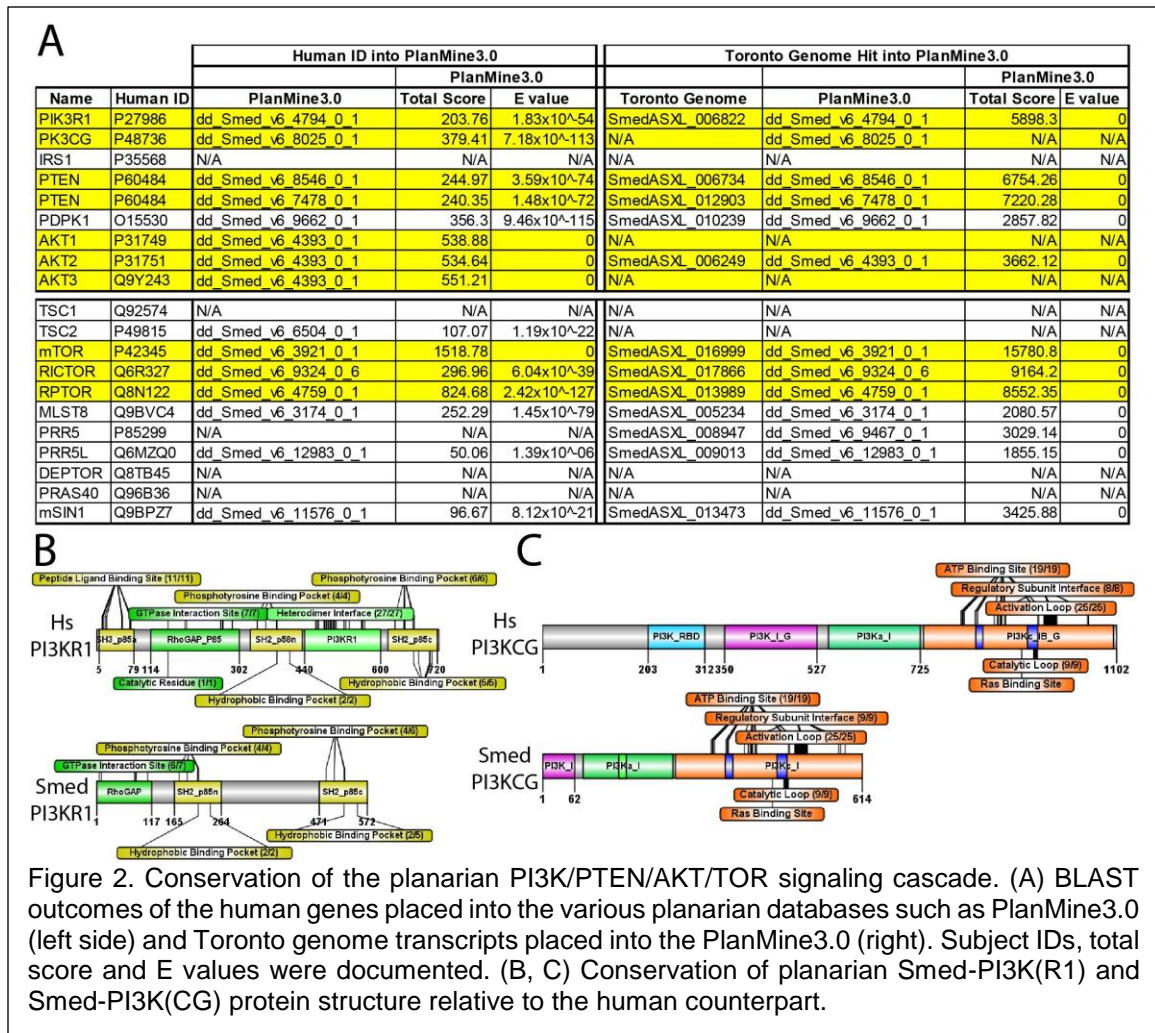 A
Human ID into PlanMine3.0 Toronto Genome Hit into PlanMine3.0
PlanMine3.0 PlanMine3.0
Name Human ID PlanMine3.0 Total Score E value Toronto Genome PlanMine3.0 Total Score E value
PIK3R1 P27986 dd_Smed_v6_4794_0_1 203.76 1.83x10^-54 SmedASXL_006822 dd_Smed_v6_4794_0_1 5898.3 0
PK3CG P48736 dd_Smed_v6_8025_0_1 379.41 7.18x10^-113 N/A dd_Smed_v6_8025_0_1 N/A N/A
IRS1 P35568 N/A N/A N/A N/A N/A N/A N/A
PTEN P60484 dd_Smed_v6_8546_0_1 244.97 3.59x10^-74 SmedASXL_006734 dd_Smed_v6_8546_0_1 6754.26 0
PTEN P60484 dd_Smed_v6_7478_0_1 240.35 1.48x10^-72 SmedASXL_012903 dd_Smed_v6_7478_0_1 7220.28 0
PDPK1 O15530 dd_Smed_v6_9662_0_1 356.3 9.46x10^-115 SmedASXL_010239 dd_Smed_v6_9662_0_1 2857.82 0
AKT1 P31749 dd_Smed_v6_4393_0_1 538.88 0 N/A N/A N/A N/A
AKT2 P31751 dd_Smed_v6_4393_0_1 534.64 0 SmedASXL_006249 dd_Smed_v6_4393_0_1 3662.12 0
AKT3 Q9Y243 dd_Smed_v6_4393_0_1 551.21 0 N/A N/A N/A N/A
TSC1 Q92574 N/A N/A N/A N/A N/A N/A N/A
TSC2 P49815 dd_Smed_v6_6504_0_1 107.07 1.19x10^-22 N/A N/A N/A N/A
mTOR P42345 dd_Smed_v6_3921_0_1 1518.78 0 SmedASXL_016999 dd_Smed_v6_3921_0_1 15780.8 0
RICTOR Q6R327 dd_Smed_v6_9324_0_6 296.96 6.04x10^-39 SmedASXL_017866 dd_Smed_v6_9324_0_6 9164.2 0
RPTOR Q8N122 dd_Smed_v6_4759_0_1 824.68 2.42x10^-127 SmedASXL_013989 dd_Smed_v6_4759_0_1 8552.35 0
MLST8 Q9BVC4 dd_Smed_v6_3174_0_1 252.29 1.45x10^-79 SmedASXL_005234 dd_Smed_v6_3174_0_1 2080.57 0
PRR5 P85299 N/A N/A N/A SmedASXL_008947 dd_Smed_v6_9467_0_1 3029.14 0
PRR5L Q6MZQ0 dd_Smed_v6_12983_0_1 50.06 1.39x10^-06 SmedASXL_009013 dd_Smed_v6_12983_0_1 1855.15 0
DEPTOR Q8TB45 N/A N/A N/A N/A N/A N/A N/A
PRAS40 Q96B36 N/A N/A N/A N/A N/A N/A N/A
mSIN1 Q9BPZ7 dd_Smed_v6_11576_0_1 96.67 8.12x10^-21 SmedASXL_013473 dd_Smed_v6_11576_0_1 3425.88 0
B
Peptide Ligand Binding Site (11/11) Phosphotyrosine Binding Pocket (6/6)
Phosphotyrosine Binding Pocket (4/4)
GTPase Interaction Site (7/7) Heterodimer Interface (27/27)
Hs
PI3KR1
SH3_p85a RhoGAP_P85 SH2_p58n PI3KR1 SH2_p85c
5 79 114 302 440 600 720
Catalytic Residue (1/1) Hydrophobic Binding Pocket (5/5)
Hydrophobic Binding Pocket (2/2)
Phosphotyrosine Binding Pocket (4/6)
Phosphotyrosine Binding Pocket (4/4)
GTPase Interaction Site (6/7)
Smed
PI3KR1
RhoGAP SH2_p85n SH2_p85c
1 117 165 264 471 572
Hydrophobic Binding Pocket (2/5)
Hydrophobic Binding Pocket (2/2)
C
ATP Binding Site (19/19)
Regulatory Subunit Interface (8/8)
Activation Loop (25/25)
Hs
PI3KCG
PI3K_RBD PI3K_I_G PI3Ka_I PI3Kc_IB_G
1 203 312 350 527 725 1102
Catalytic Loop (9/9)
Ras Binding Site
ATP Binding Site (19/19)
Regulatory Subunit Interface (9/9)
Activation Loop (25/25)
Smed
PI3KCG
PI3K_I PI3Ka_I PI3Kc_I
1 62 614
Catalytic Loop (9/9)
Ras Binding Site
Figure 2. Conservation of the planarian PI3K/PTEN/AKT/TOR signaling cascade. (A) BLAST
outcomes of the human genes placed into the various planarian databases such as PlanMine3.0
(left side) and Toronto genome transcripts placed into the PlanMine3.0 (right). Subject IDs, total
score and E values were documented. (B, C) Conservation of planarian Smed-PI3K(R1) and
Smed-PI3K(CG) protein structure relative to the human counterpart.